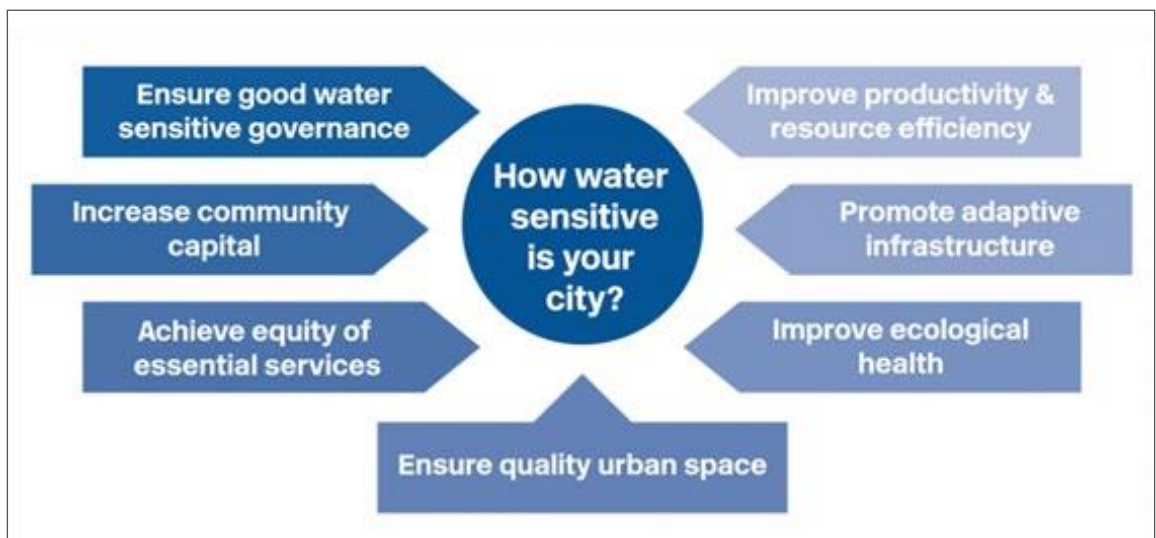 Ensure good water
sensitive governance
Increase community
capital
Achieve equity of
essential services
How water
sensitive
is your
city?
Improve productivity &
resource efficiency
Promote adaptive
infrastructure
Improve ecological
health
Ensure quality urban space